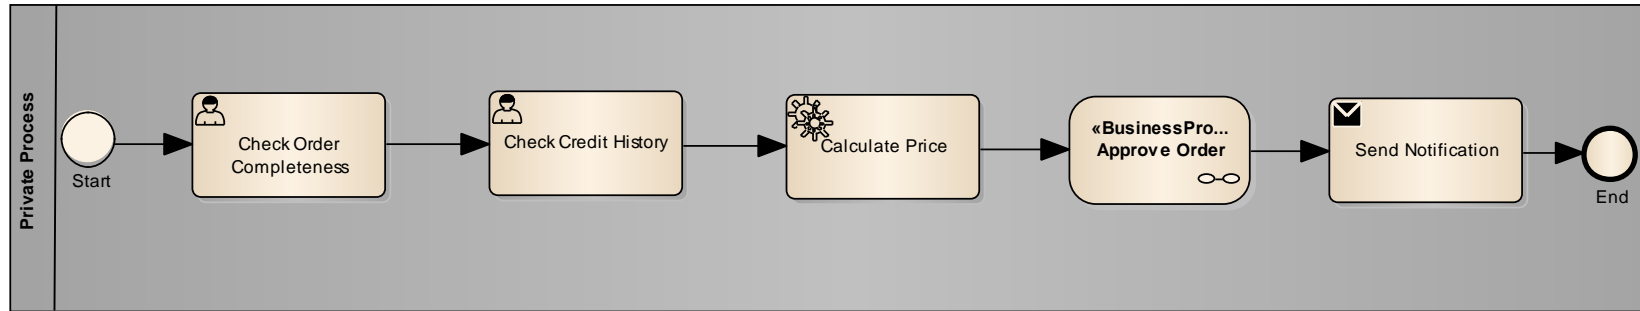 Private Process
Start
Check Order
Completeness
Check Credit History
Calculate Price
«BusinessPro...
Approve Order
Send Notification
End